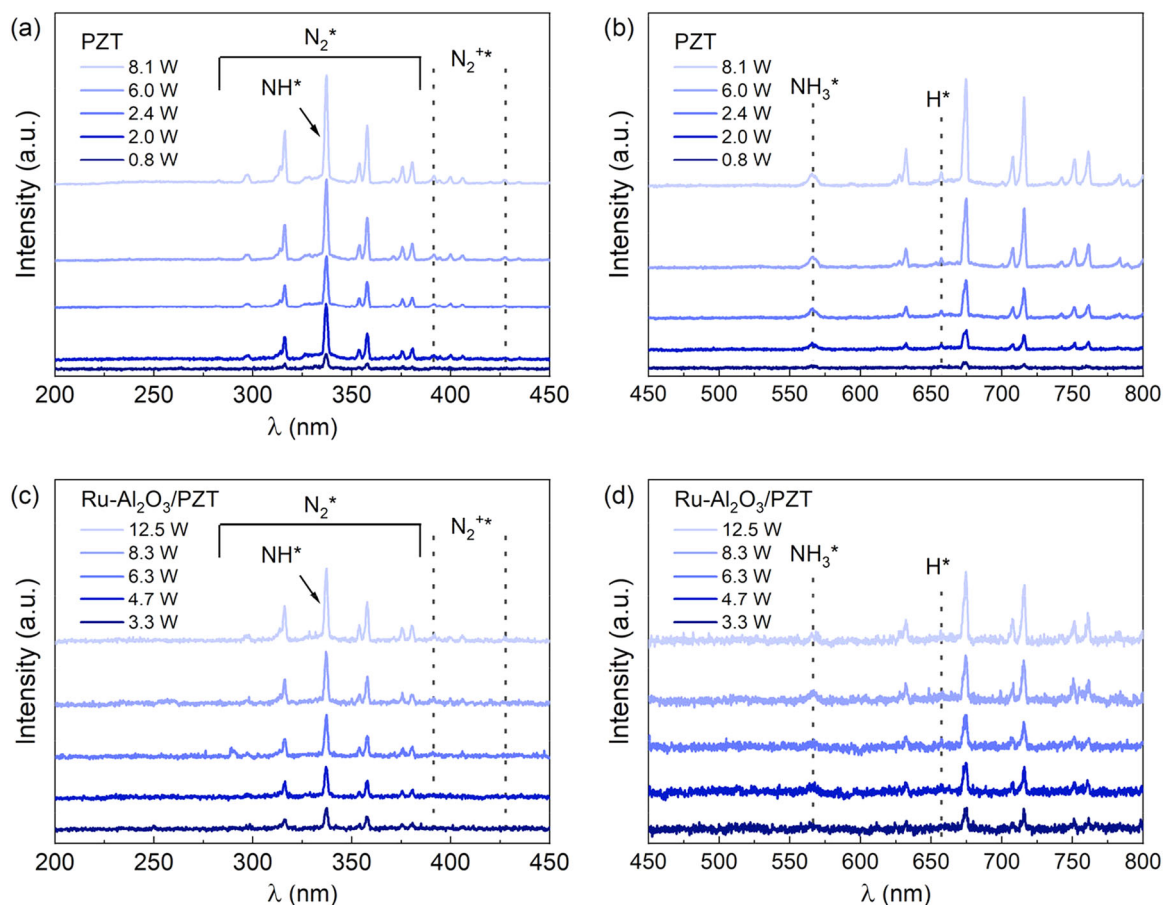 (a)
PZT
8.1 W
6.0 W
2.4 W
2.0 W
0.8 W
N₂*
NH*
N₂⁺*
Intensity (a.u.)
200 250 300 350 400 450
λ (nm)
(b)
PZT
8.1 W
6.0 W
2.4 W
2.0 W
0.8 W
NH₃*
H*
Intensity (a.u.)
450 500 550 600 650 700 750 800
λ (nm)
(c)
Ru-Al₂O₃/PZT
12.5 W
8.3 W
6.3 W
4.7 W
3.3 W
N₂*
NH*
N₂⁺*
Intensity (a.u.)
200 250 300 350 400 450
λ (nm)
(d)
Ru-Al₂O₃/PZT
12.5 W
8.3 W
6.3 W
4.7 W
3.3 W
NH₃*
H*
Intensity (a.u.)
450 500 550 600 650 700 750 800
λ (nm)